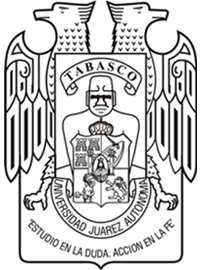 TABASCO
UNIVERSIDAD JUAREZ AUTONOMA
"ESTUDIO EN LA DUDA. ACCION EN LA FE"